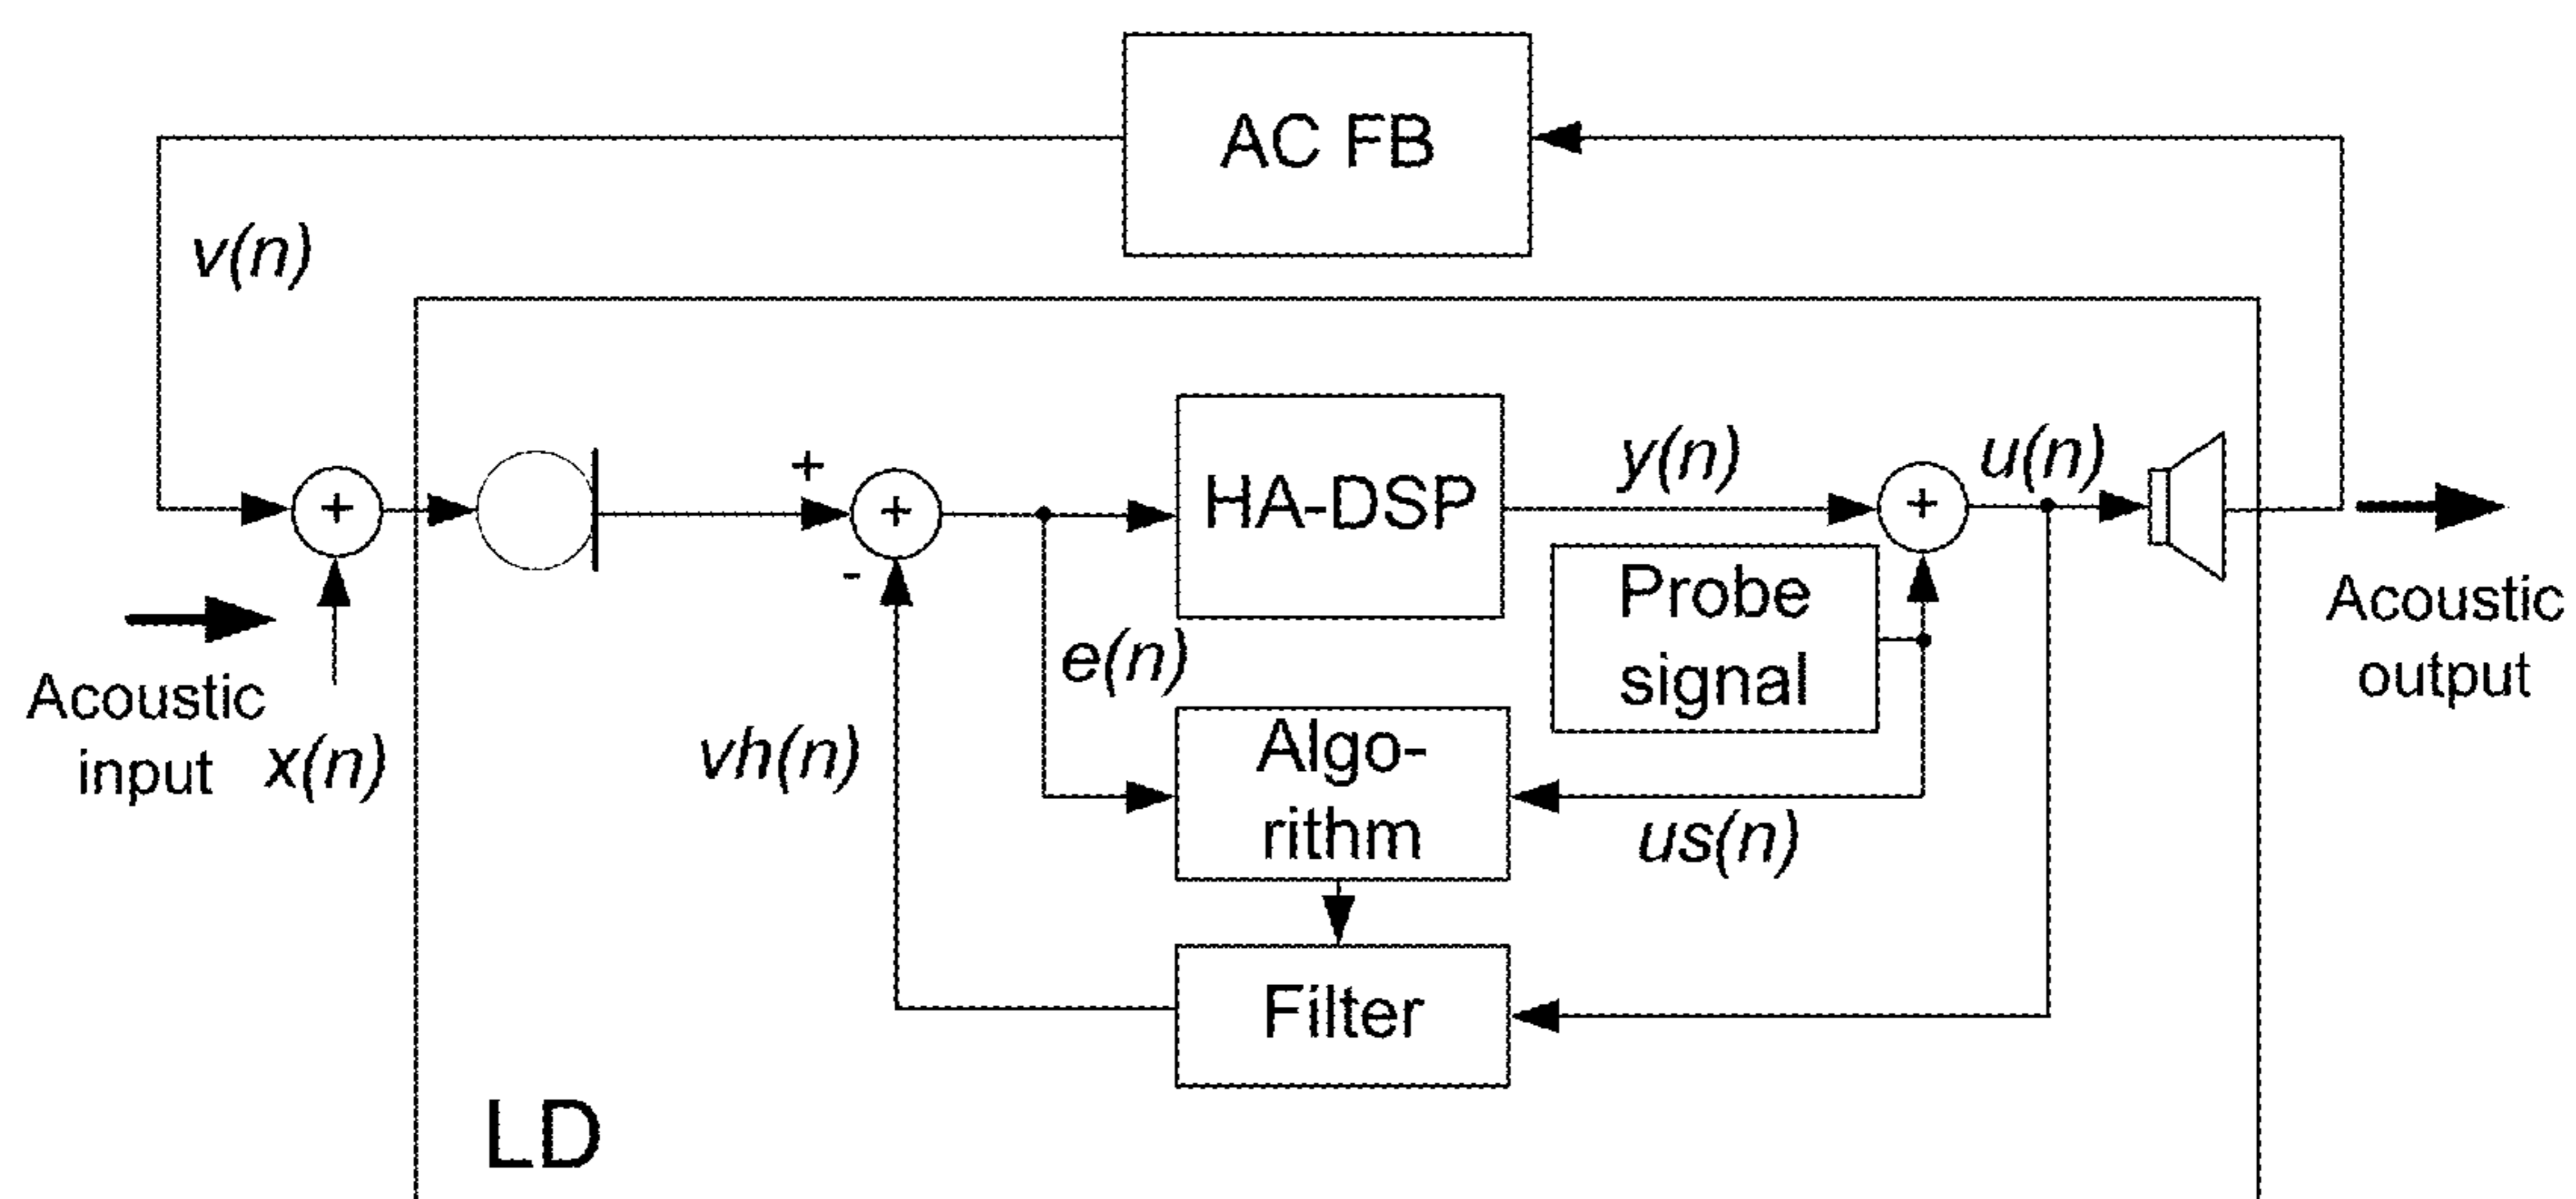 AC FB
v(n)
HA-DSP
y(n)
u(n)
+
+
-
+
+
Probe
signal
Acoustic
output
Acoustic
input
x(n)
e(n)
vh(n)
Algo-
rithm
us(n)
Filter
LD